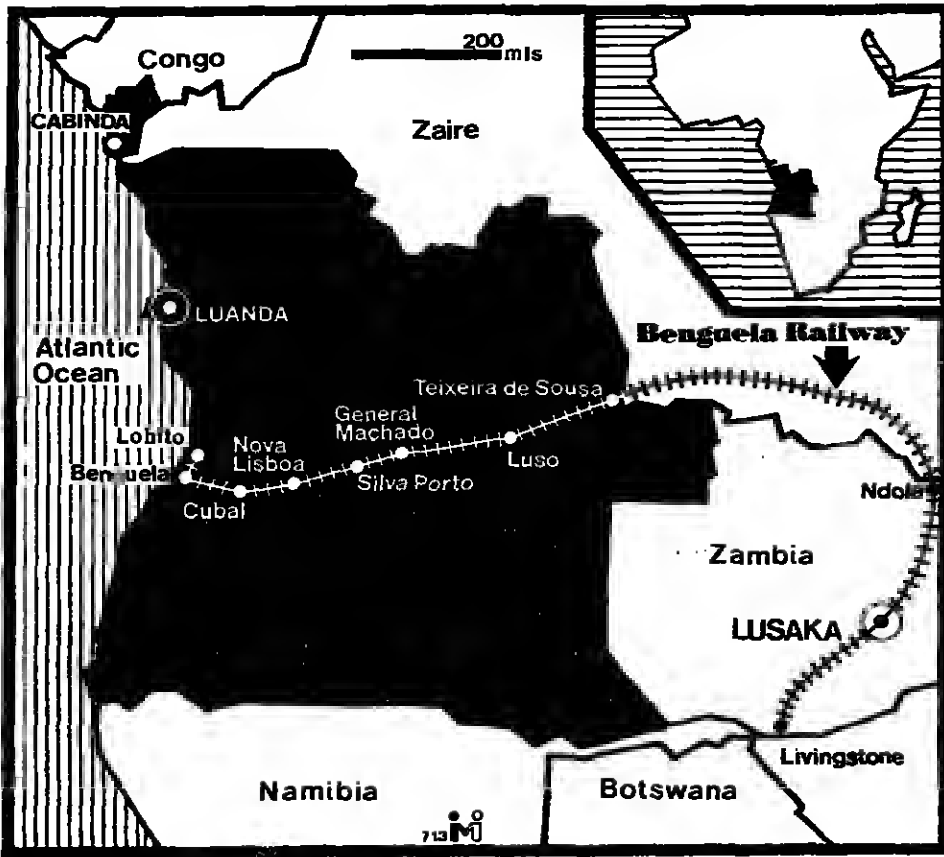 200
mls
Congo
CABINDA
Zaire
LUANDA
Atlantic
Ocean
Benguela Railway
Teixeira de Sousa
General
Machado
Lobito
Nova
Lisboa
Benguela
Luso
Silva Porto
Cubal
Ndola
Zambia
LUSAKA
Livingstone
Namibia
Botswana
713